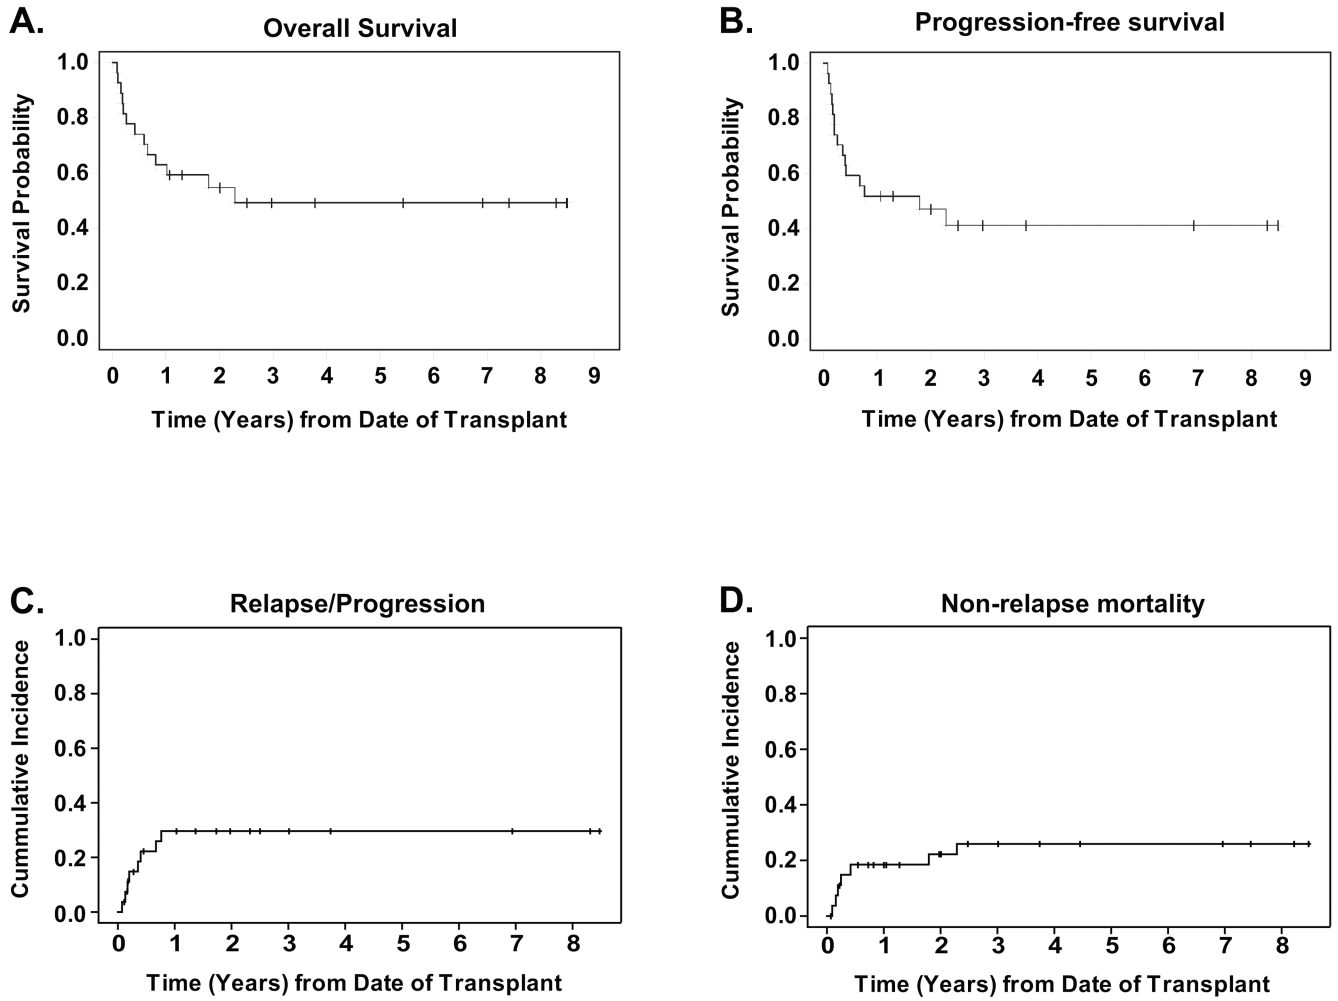 A.
Overall Survival
Survival Probability
1.0
0.8
0.6
0.4
0.2
0.0
0 1 2 3 4 5 6 7 8 9
Time (Years) from Date of Transplant
B.
Progression-free survival
Survival Probability
1.0
0.8
0.6
0.4
0.2
0.0
0 1 2 3 4 5 6 7 8 9
Time (Years) from Date of Transplant
C.
Relapse/Progression
Cummulative Incidence
1.0
0.8
0.6
0.4
0.2
0.0
0 1 2 3 4 5 6 7 8
Time (Years) from Date of Transplant
D.
Non-relapse mortality
Cummulative Incidence
1.0
0.8
0.6
0.4
0.2
0.0
0 1 2 3 4 5 6 7 8
Time (Years) from Date of Transplant